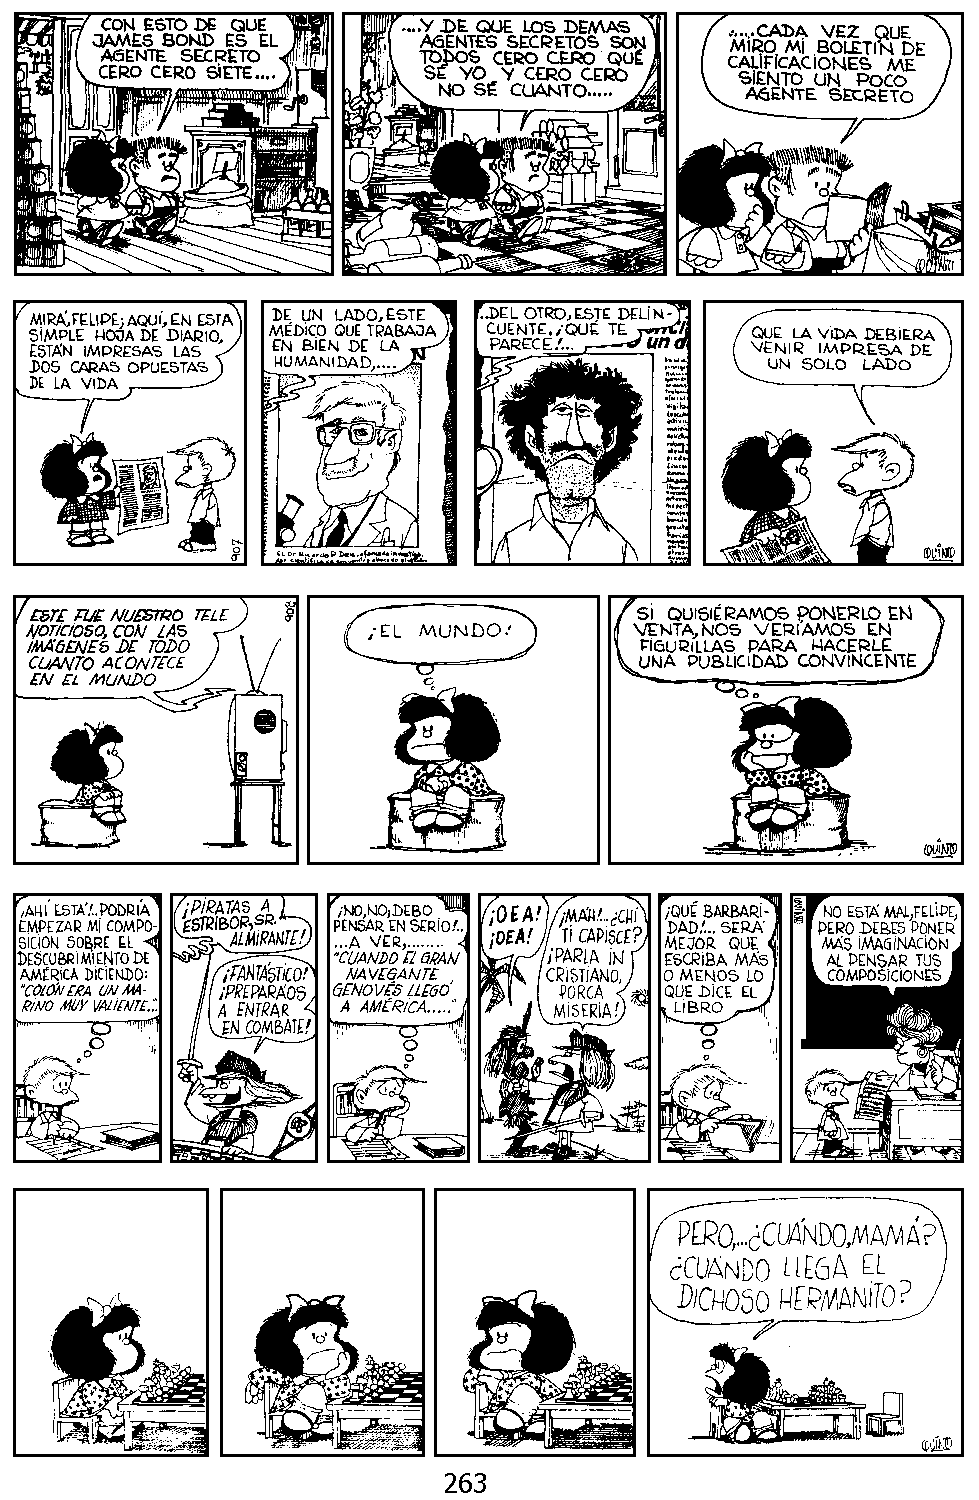 CON ESTO DE QUE
JAMES BOND ES EL
AGENTE SECRETO
CERO CERO SIETE....
....Y DE QUE LOS DEMAS
AGENTES SECRETOS SON
TODOS CERO CERO QUE
SE YO Y CERO CERO
NO SÉ CUANTO.....
....CADA VEZ QUE
MIRO MI BOLETIN DE
CALIFICACIONES ME
SIENTO UN POCO
AGENTE SECRETO
MIRÁ, FELIPE; AQUÍ, EN ESTA
SIMPLE HOJA DE DIARIO,
ESTÁN IMPRESAS LAS
DOS CARAS OPUESTAS
DE LA VIDA
907
DE UN LADO, ESTE
MÉDICO QUE TRABAJA
EN BIEN DE LA
HUMANIDAD,....
...DEL OTRO, ESTE DELIN-
CUENTE. ¿QUÉ TE
PARECE!...
un d
QUE LA VIDA DEBIERA
VENIR IMPRESA DE
UN SOLO LADO
QUINO
ESTE FUE NUESTRO TELE
NOTICIOSO, CON LAS
IMÁGENES DE TODO
CUANTO ACONTECE
EN EL MUNDO
908
¡EL MUNDO!
SI QUISIÉRAMOS PONERLO EN
VENTA, NOS VERÍAMOS EN
FIGURILLAS PARA HACERLE
UNA PUBLICIDAD CONVINCENTE
QUINO
¡AHÍ ESTÁ!.. PODRÍA
EMPEZAR MI COMPO-
SICIÓN SOBRE EL
DESCUBRIMIENTO DE
AMÉRICA DICIENDO:
"COLÓN ERA UN MA-
RINO MUY VALIENTE..."
¡PIRATAS A
ESTRIBOR, SR.
ALMIRANTE!
¡FANTÁSTICO!
¡PREPARAOS
A ENTRAR
EN COMBATE!
¡NO, NO, DEBO
PENSAR EN SERIO!..
...A VER,........
"CUANDO EL GRAN
NAVEGANTE
GENOVÉS LLEGÓ
A AMÉRICA.....
¡OEA!
¡OEA!
¡MAH!...¿CHI
TI CAPISCE?
¡PARLA IN
CRISTIANO,
PORCA
MISERIA!
¡QUÉ BARBARI-
DAD!... SERÁ
MEJOR QUE
ESCRIBA MÁS
O MENOS LO
QUE DICE EL
LIBRO
NO ESTÁ MAL, FELIPE,
PERO DEBES PONER
MÁS IMAGINACIÓN
AL PENSAR TUS
COMPOSICIONES
PERO,...¿CUÁNDO, MAMÁ?
¿CUÁNDO LLEGA EL
DICHOSO HERMANITO?
QUINO
263